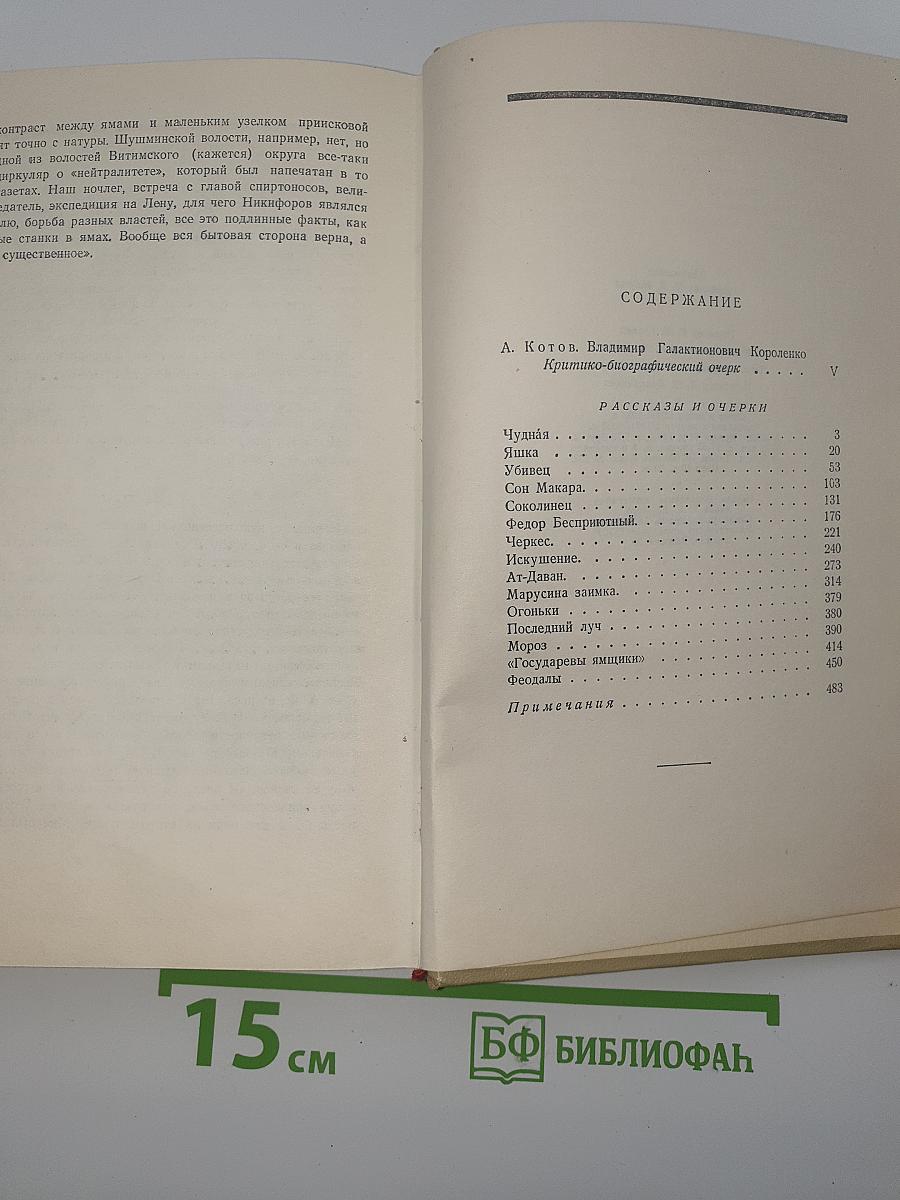 контраст между ямами и маленьким узелком приисковой
точно с натуры. Шушминской волости, например, нет, но
из волостей Витимского (кажется) округа все-таки
циркуляр о «нейтралитете», который был напечатан в то
Наш ночлег, встреча с главой спиртоносов, вели-
экспедиция на Лену, для чего Никифоров являлся
борьба разных властей, все это подлинные факты, как
станки в ямах. Вообще вся бытовая сторона верна, а
существенное».
СОДЕРЖАНИЕ
А. Котов. Владимир Галактионович Короленко
Критико-биографический очерк . . . . . V
РАССКАЗЫ И ОЧЕРКИ
Чудна́я . . . . . . . . . . . . . . . . . . . 3
Яшка . . . . . . . . . . . . . . . . . . . 20
Убивец . . . . . . . . . . . . . . . . . . 53
Сон Макара. . . . . . . . . . . . . . . . . 103
Соколинец . . . . . . . . . . . . . . . . . 131
Федор Бесприютный. . . . . . . . . . . . . 176
Черкес. . . . . . . . . . . . . . . . . . . 221
Искушение. . . . . . . . . . . . . . . . . 240
Ат-Даван. . . . . . . . . . . . . . . . . . 273
Марусина заимка. . . . . . . . . . . . . . 314
Огоньки . . . . . . . . . . . . . . . . . . 379
Последний луч . . . . . . . . . . . . . . . 380
Мороз . . . . . . . . . . . . . . . . . . . 390
«Государевы ямщики» . . . . . . . . . . . 414
Феодалы . . . . . . . . . . . . . . . . . . 450
Примечания . . . . . . . . . . . . . . 483
15 см
БФ БИБЛИОФАН